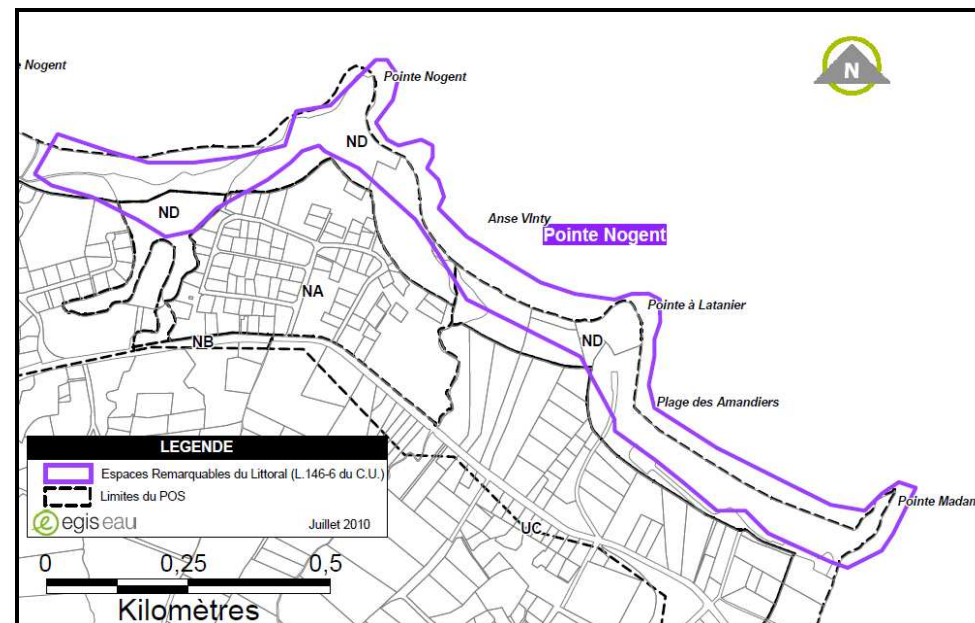 Nogent
N
Pointe Nogent
ND
ND
Anse VInty
Pointe Nogent
NA
Pointe à Latanier
NB
ND
Plage des Amandiers
LEGENDE
Espaces Remarquables du Littoral (L.146-6 du C.U.)
Limites du POS
egis eau Juillet 2010
Pointe Madam
UC
0 0,25 0,5
Kilomètres